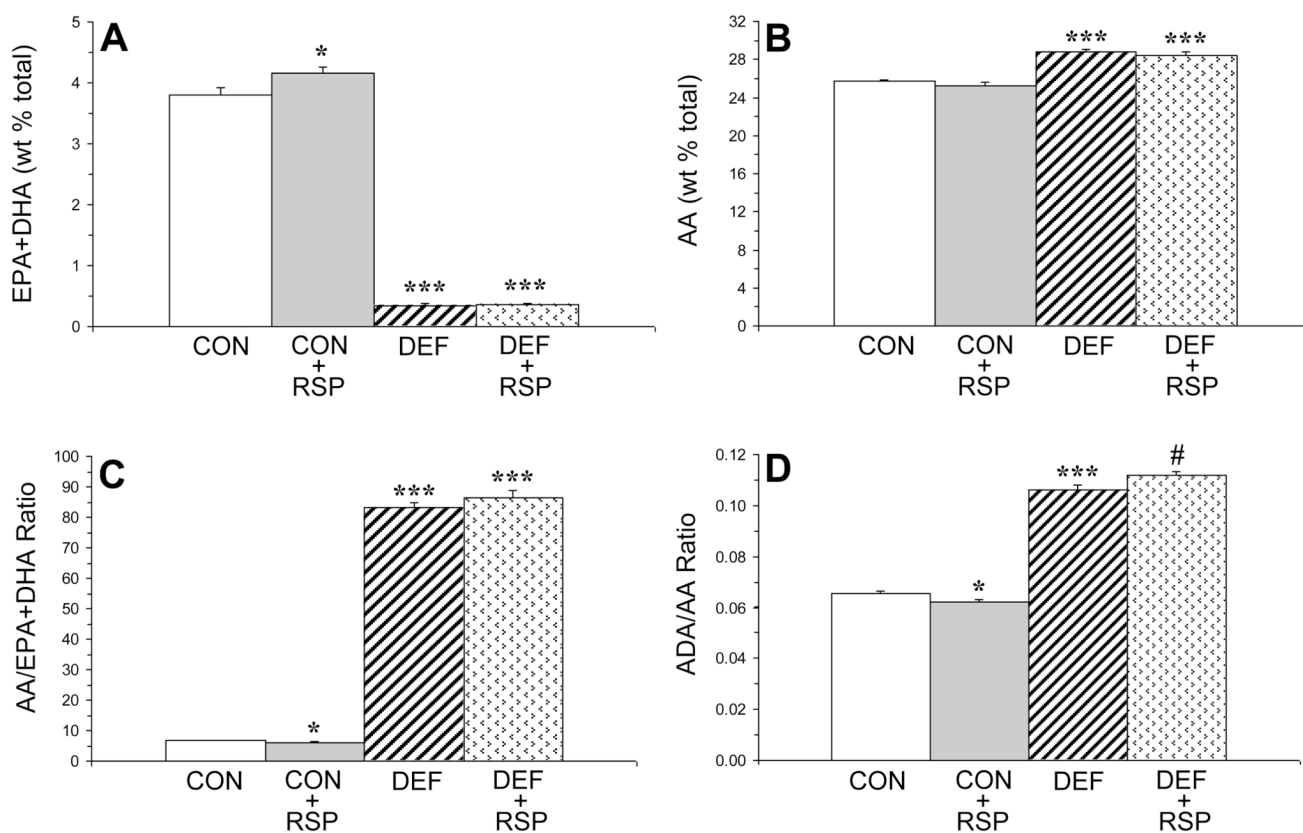 A
EPA+DHA (wt % total)
5
4
3
2
1
0
*
***
***
CON
CON
+
RSP
DEF
DEF
+
RSP
B
AA (wt % total)
32
28
24
20
16
12
8
4
0
***
***
CON
CON
+
RSP
DEF
DEF
+
RSP
C
AA/EPA+DHA Ratio
100
90
80
70
60
50
40
30
20
10
0
*
***
***
CON
CON
+
RSP
DEF
DEF
+
RSP
D
ADA/AA Ratio
0.12
0.10
0.08
0.06
0.04
0.02
0.00
*
***
#
CON
CON
+
RSP
DEF
DEF
+
RSP